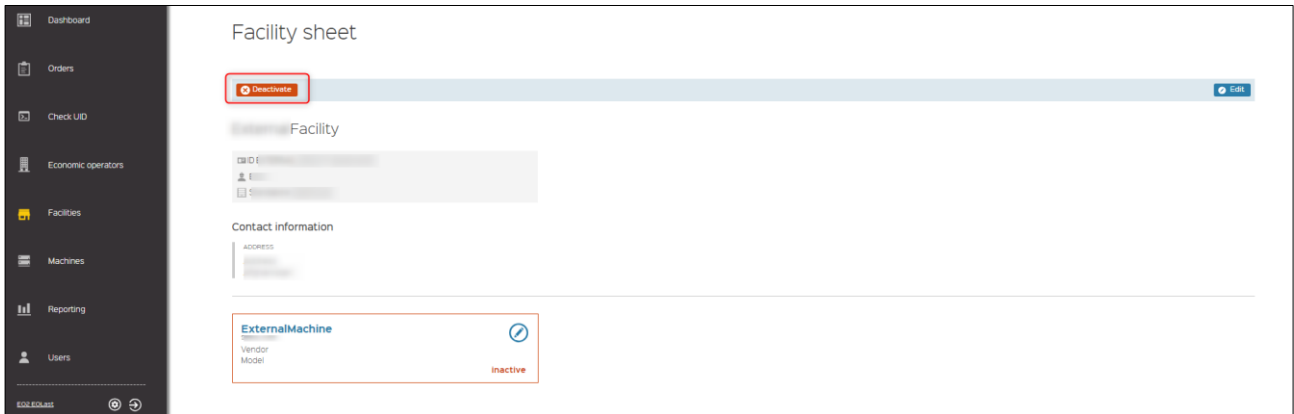 Dashboard
Orders
Check UID
Economic operators
Facilities
Machines
Reporting
Users
EO2 EOLast
Facility sheet
Deactivate
Edit
Facility
ID
Contact information
ADDRESS
ExternalMachine
Vendor
Model
inactive